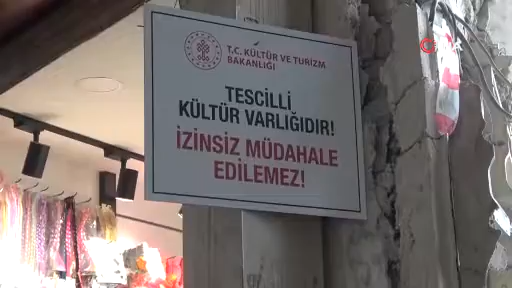 T.C. KÜLTÜR VE TURİZM
BAKANLIĞI
TESCİLLİ
KÜLTÜR VARLIĞIDIR!
İZİNSİZ MÜDAHALE
EDİLEMEZ!